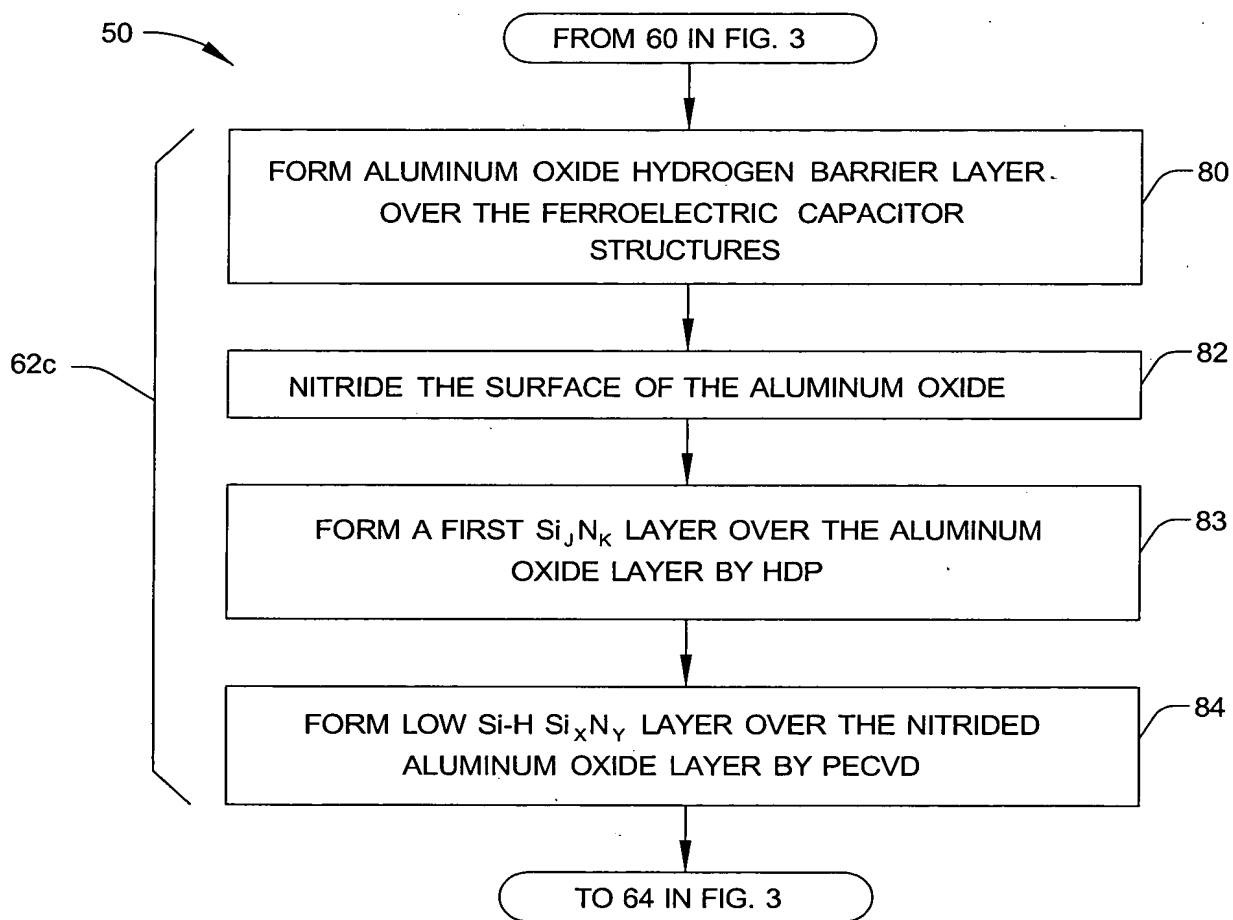 50
FROM 60 IN FIG. 3
FORM ALUMINUM OXIDE HYDROGEN BARRIER LAYER
OVER THE FERROELECTRIC CAPACITOR
STRUCTURES
80
62c
NITRIDE THE SURFACE OF THE ALUMINUM OXIDE
82
FORM A FIRST Si_JN_K LAYER OVER THE ALUMINUM
OXIDE LAYER BY HDP
83
FORM LOW Si-H Si_XN_Y LAYER OVER THE NITRIDED
ALUMINUM OXIDE LAYER BY PECVD
84
TO 64 IN FIG. 3